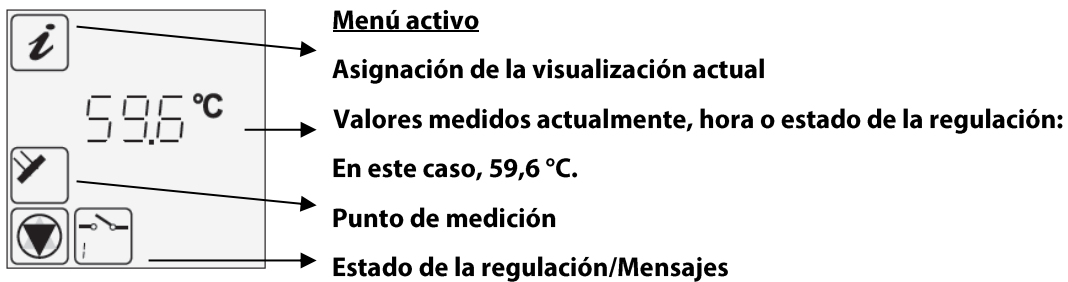 i
Menú activo
Asignación de la visualización actual
59.6 °C
Valores medidos actualmente, hora o estado de la regulación:
En este caso, 59,6 °C.
Punto de medición
1
Estado de la regulación/Mensajes